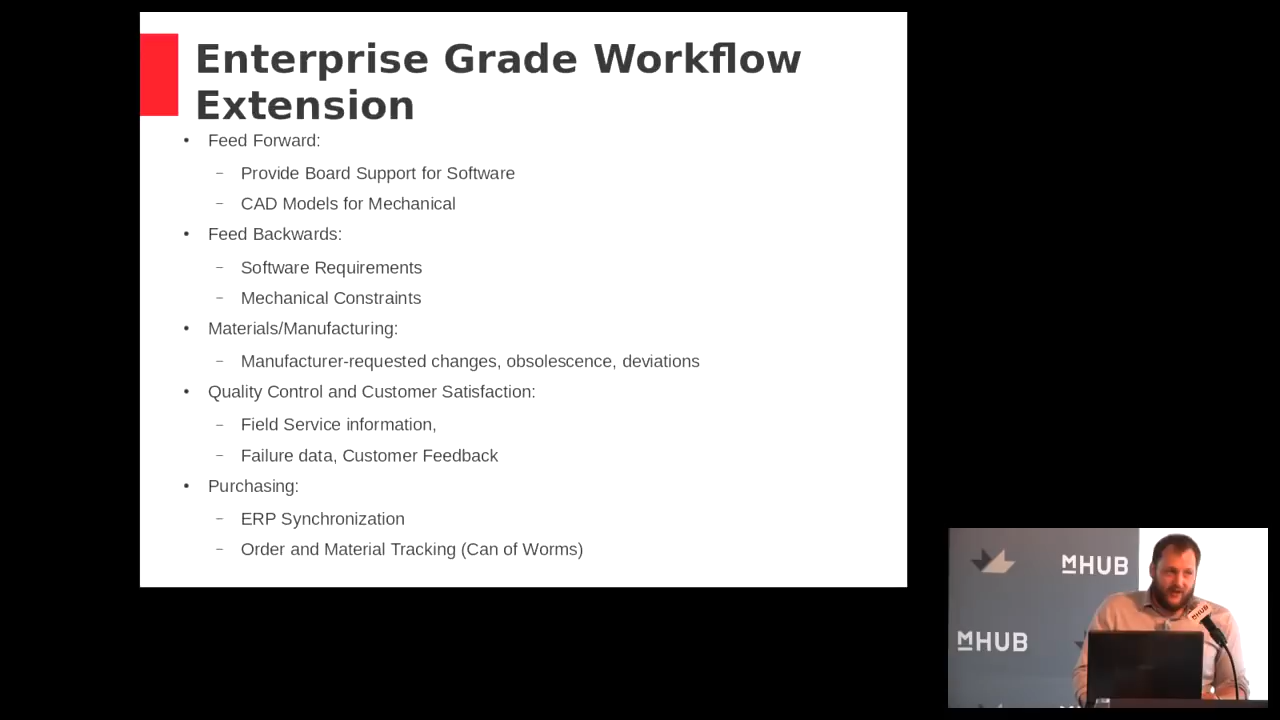 Enterprise Grade Workflow
Extension
• Feed Forward:
– Provide Board Support for Software
– CAD Models for Mechanical
• Feed Backwards:
– Software Requirements
– Mechanical Constraints
• Materials/Manufacturing:
– Manufacturer-requested changes, obsolescence, deviations
• Quality Control and Customer Satisfaction:
– Field Service information,
– Failure data, Customer Feedback
• Purchasing:
– ERP Synchronization
– Order and Material Tracking (Can of Worms)
MHUB
MHUB
MHUB